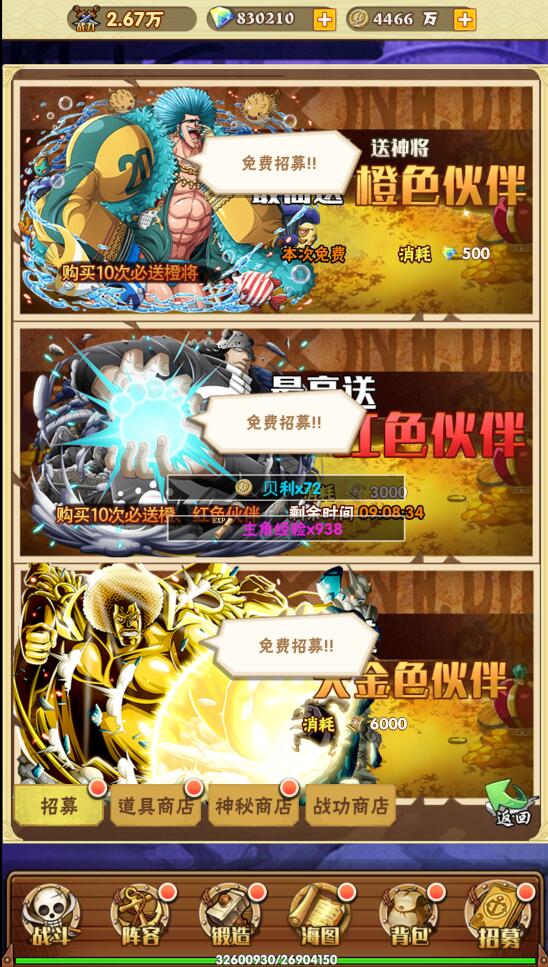 战力 2.67万 830210 4466 万
免费招募!!
送神将
橙色伙伴
本次免费 消耗 500
购买10次必送橙将
20
最高送
免费招募!!
红色伙伴
贝利x72
3000
购买10次必送橙、红色伙伴 剩余时间 09:08:34
EXP 主角经验x938
免费招募!!
金色伙伴
消耗 6000
招募 道具商店 神秘商店 战功商店
返回
战斗 阵容 锻造 海图 背包 招募
32600930/26904150